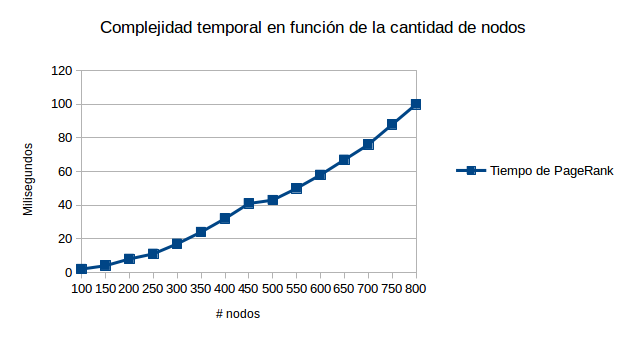 Complejidad temporal en función de la cantidad de nodos
120
100
80
60
40
20
0
Milisegundos
100 150 200 250 300 350 400 450 500 550 600 650 700 750 800
# nodos
Tiempo de PageRank